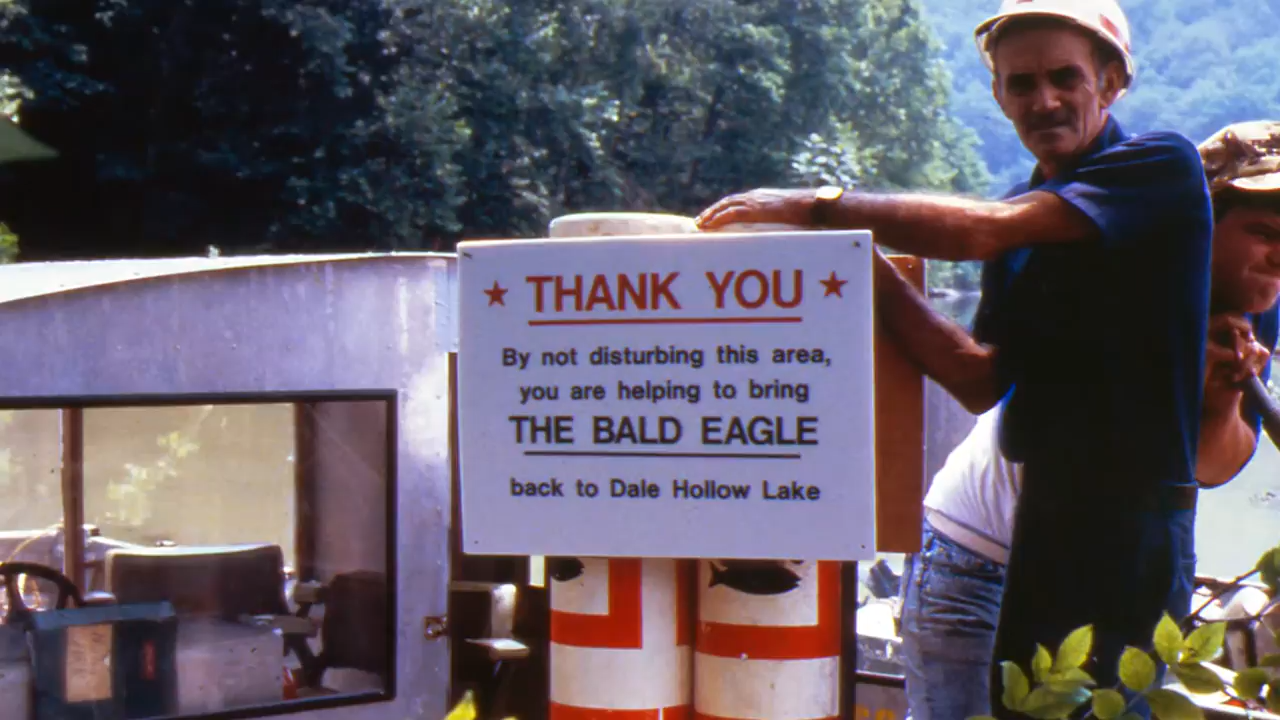 ★ THANK YOU ★
By not disturbing this area,
you are helping to bring
THE BALD EAGLE
back to Dale Hollow Lake